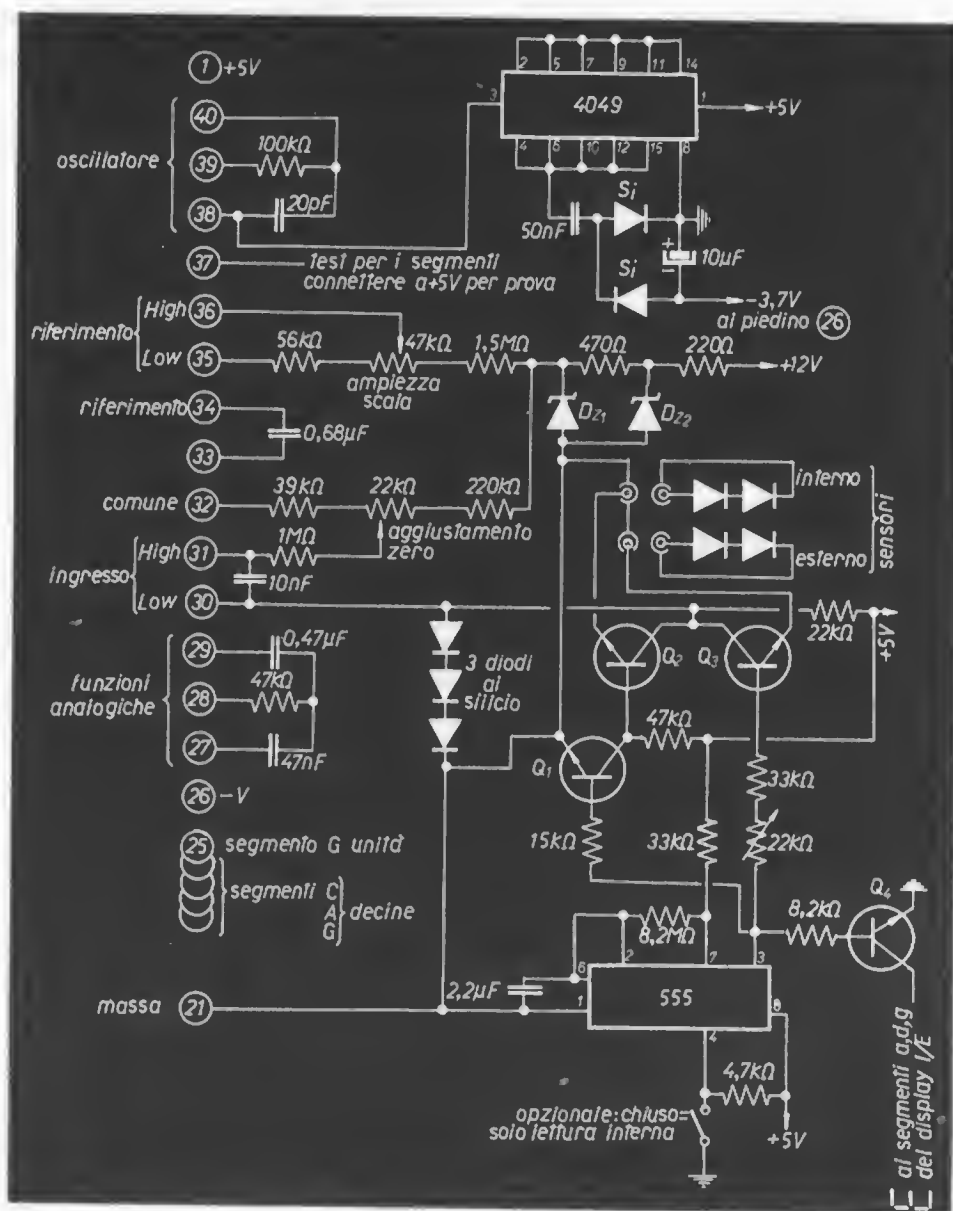 1 +5V
40
oscillatore
39
100kΩ
38
20pF
37
test per i segmenti
connettere a+5V per prova
2 5 7 9 11 14
3
4049
1
+5V
4 6 10 12 15 8
50nF
Si
Si
+
10µF
-
-3,7V
al piedino 26
riferimento
High 36
Low 35
56kΩ
47kΩ
1,5MΩ
470Ω
220Ω
+12V
ampiezza
scala
riferimento 34
33
0,68µF
DZ1
DZ2
comune 32
39kΩ
22kΩ
220kΩ
aggiustamento
zero
interno
esterno
sensori
ingresso
High 31
1MΩ
10nF
Low 30
22kΩ
+5V
funzioni
analogiche
29
0,47µF
28
47kΩ
27
47nF
3 diodi
al
silicio
Q2
Q3
Q1
47kΩ
33kΩ
26 -V
15kΩ
33kΩ
22kΩ
25 segmento G unità
segmenti C
A
G
decine
8,2kΩ
Q4
8,2MΩ
6
2
7
3
2,2µF
massa 21
1
555
8
4
4,7kΩ
+5V
opzionale: chiuso=
solo lettura interna
al segmenti a,d,g
del display I/E